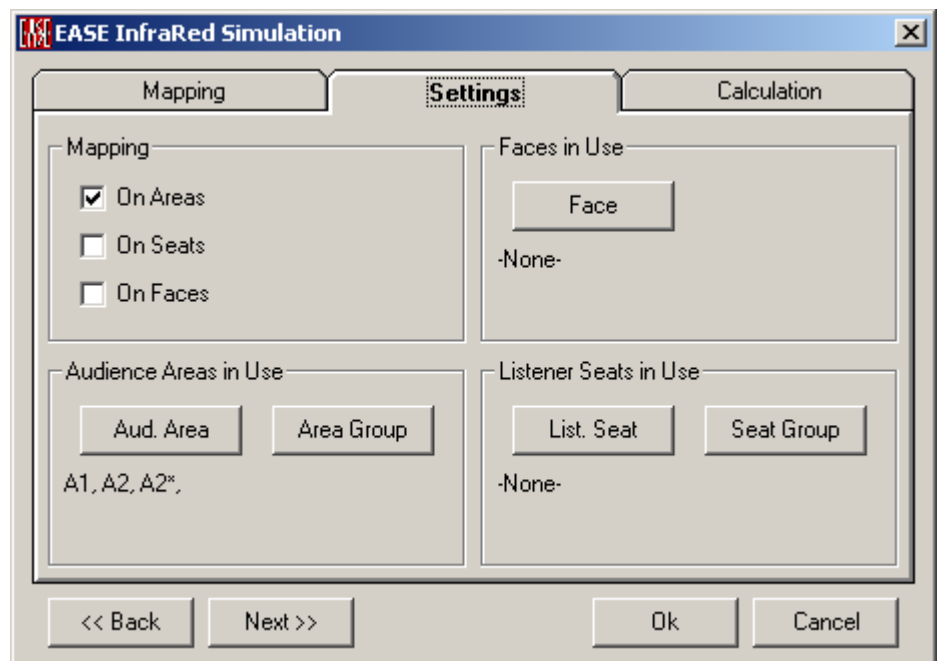 EASE InfraRed Simulation
Mapping
Settings
Calculation
Mapping
On Areas
On Seats
On Faces
Faces in Use
Face
-None-
Audience Areas in Use
Aud. Area
Area Group
A1, A2, A2*,
Listener Seats in Use
List. Seat
Seat Group
-None-
<< Back
Next >>
Ok
Cancel